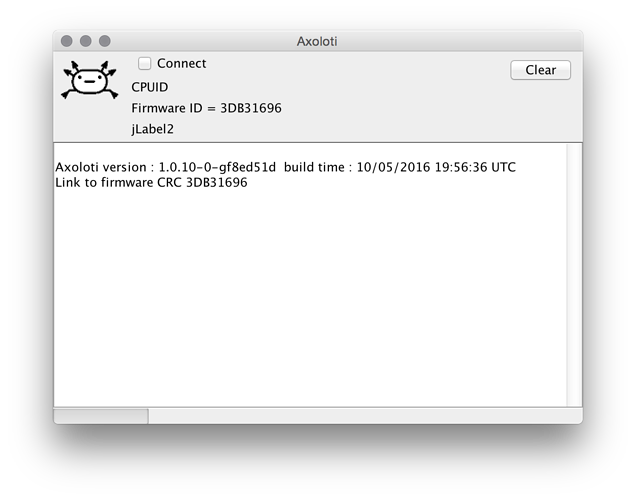 Axoloti
Connect
Clear
CPUID
Firmware ID = 3DB31696
jLabel2
Axoloti version : 1.0.10-0-gf8ed51d  build time : 10/05/2016 19:56:36 UTC
Link to firmware CRC 3DB31696